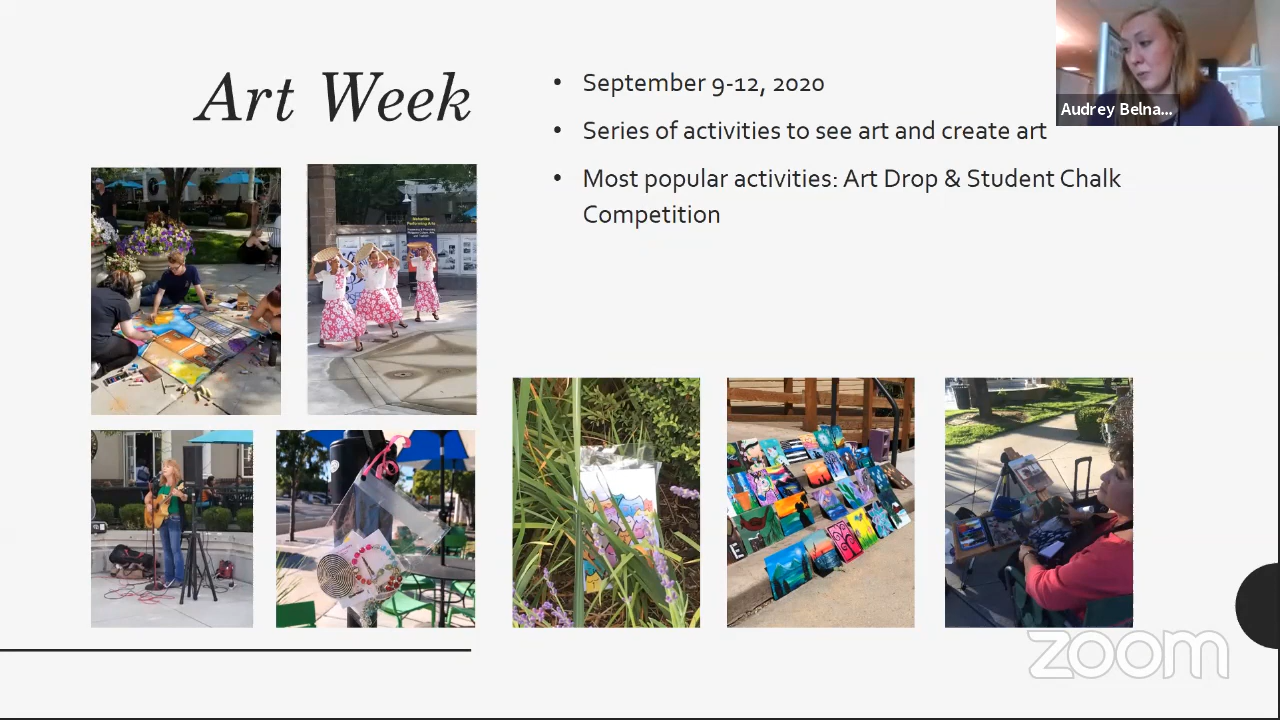 Art Week
• September 9-12, 2020
• Series of activities to see art and create art
• Most popular activities: Art Drop & Student Chalk
Competition
Audrey Belna...
zoom